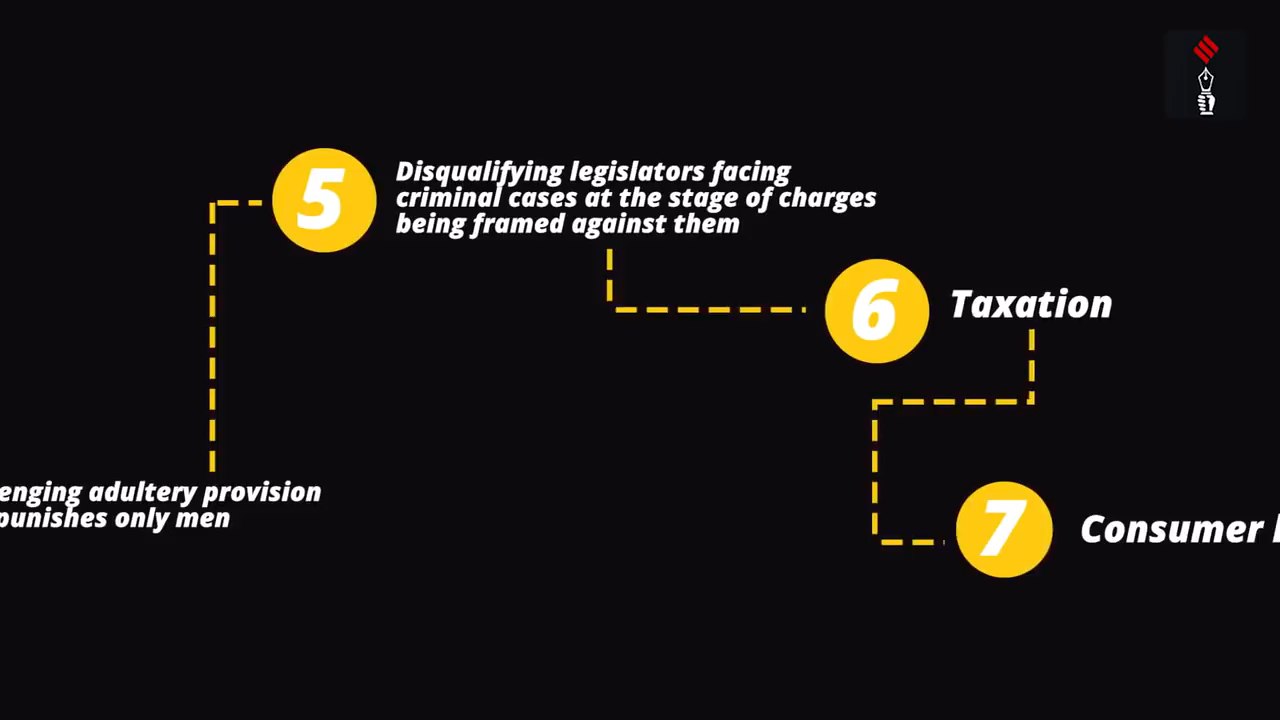 5
Disqualifying legislators facing
criminal cases at the stage of charges
being framed against them
6
Taxation
adultery provision
punishes only men
7
Consumer